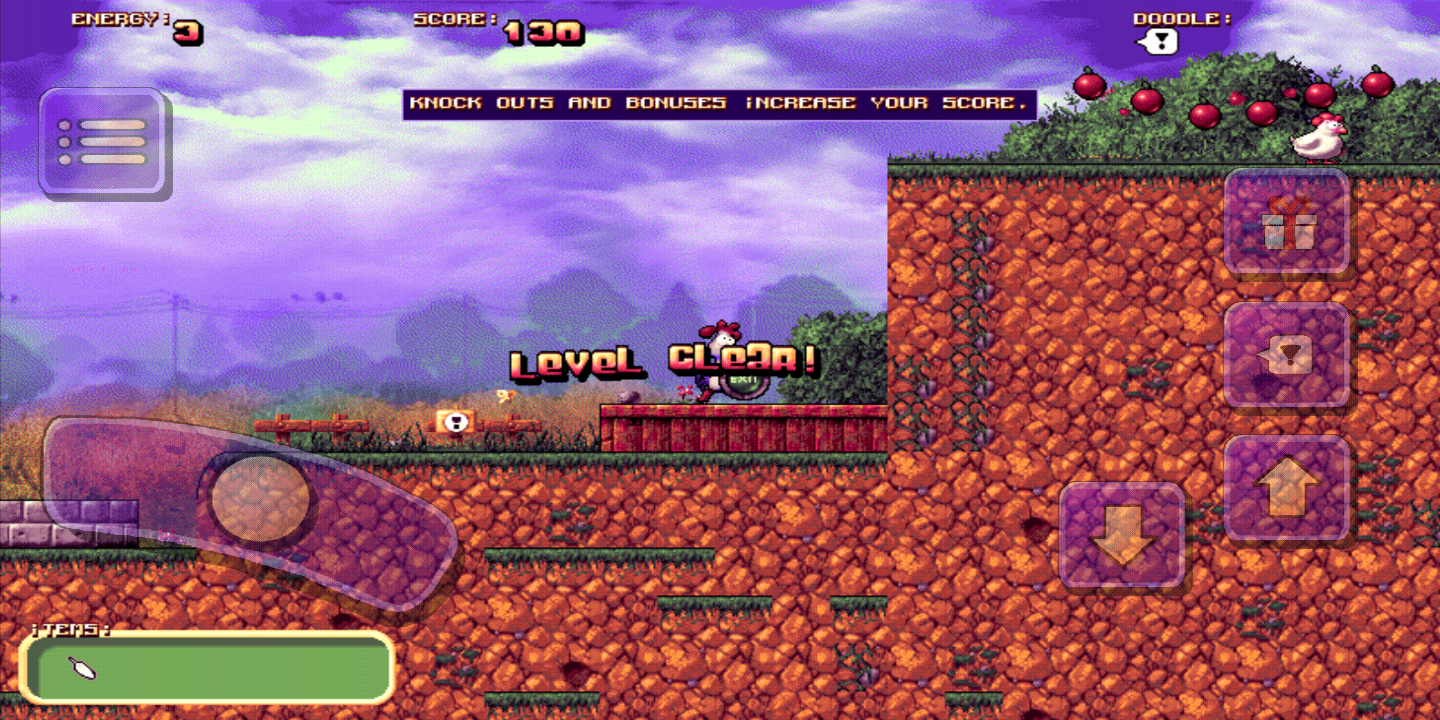 ENERGY: 3
SCORE: 130
DOODLE:
!
KNOCK OUTS AND BONUSES INCREASE YOUR SCORE.
LEVEL CLEAR!
EXIT
!
ITEMS: